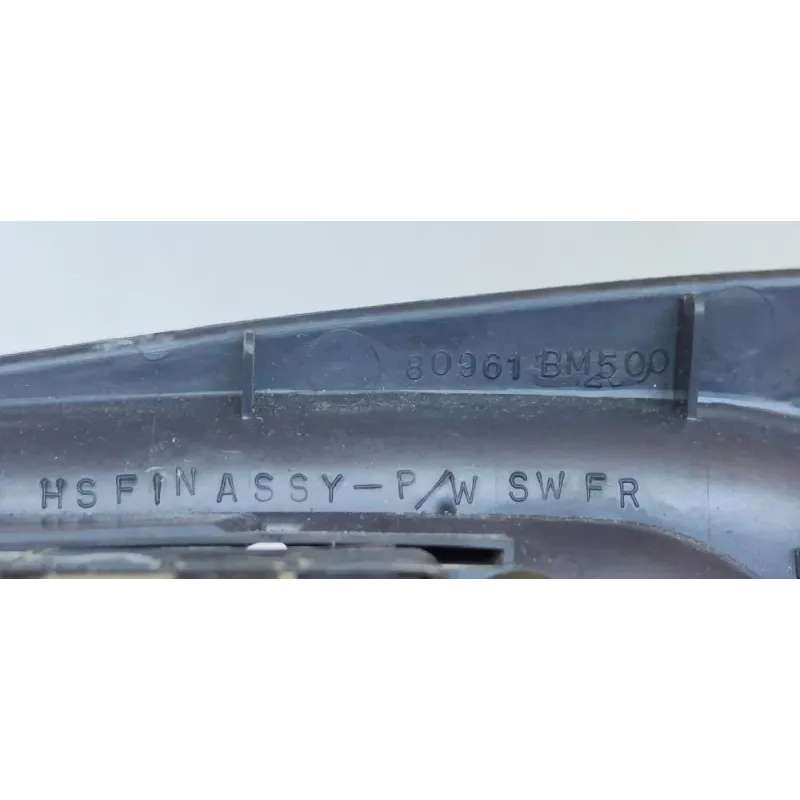 80961 BM500
HSFIN ASSY-P/W SW FR